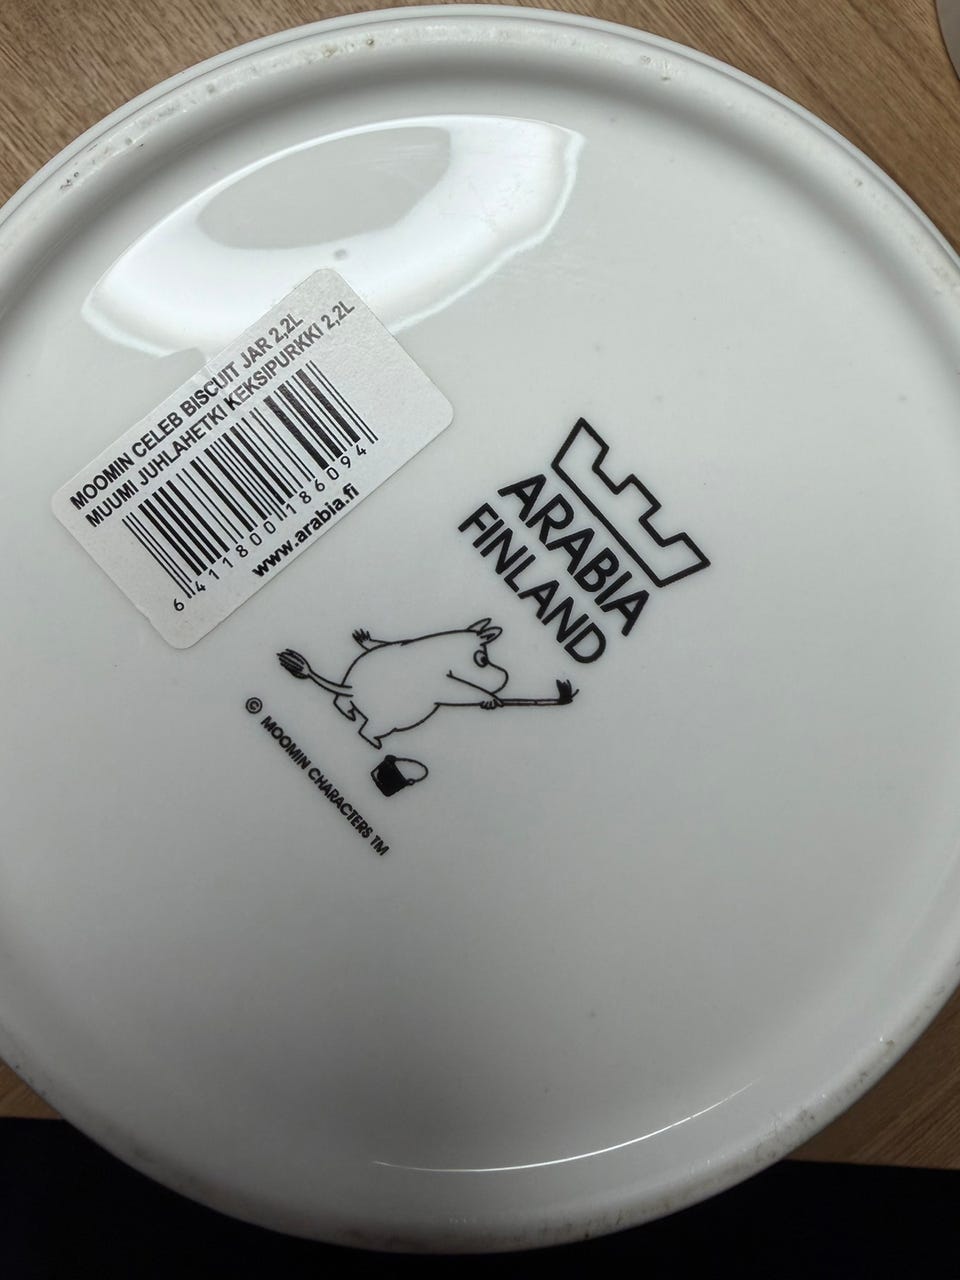 MOOMIN CELEB BISCUIT JAR 2,2L
MUUMI JUHLAHETKI KEKSIPURKKI 2,2L
6 411800 186094
www.arabia.fi
ARABIA
FINLAND
© MOOMIN CHARACTERS TM